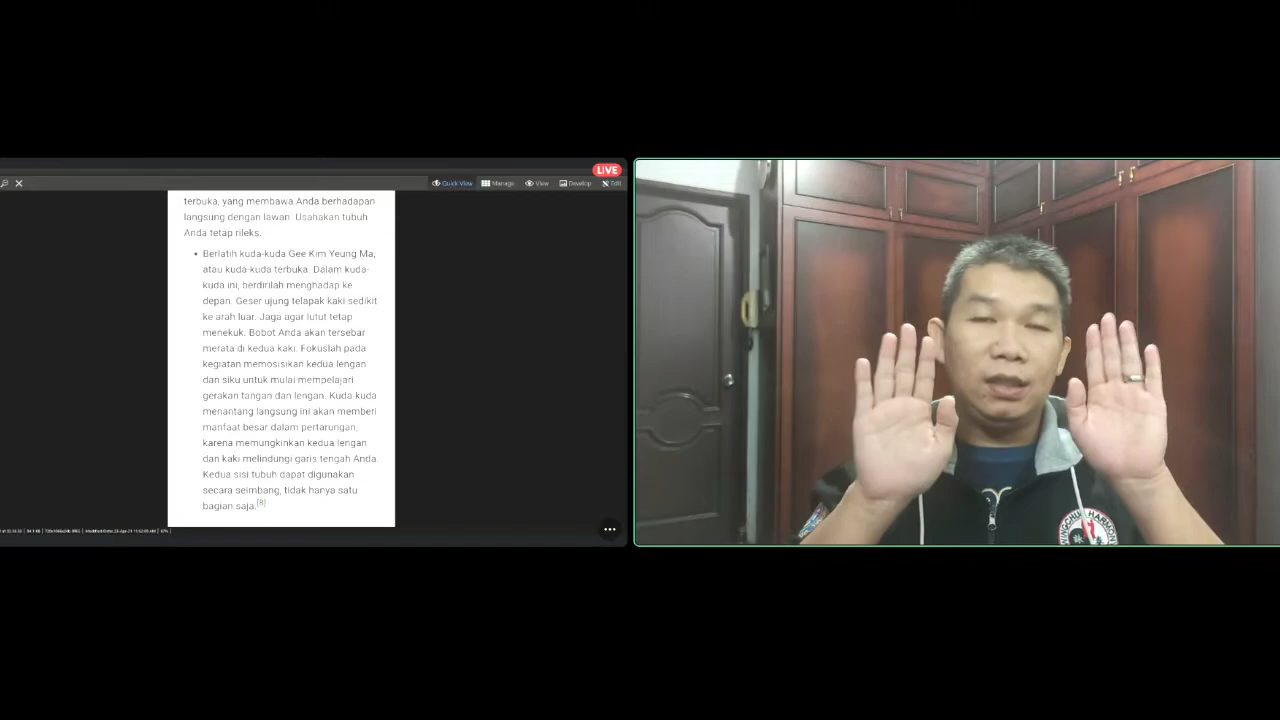 LIVE
Quick View Manage View Develop Edit
terbuka, yang membawa Anda berhadapan
langsung dengan lawan. Usahakan tubuh
Anda tetap rileks.
• Berlatih kuda-kuda Gee Kim Yeung Ma,
atau kuda-kuda terbuka. Dalam kuda-
kuda ini, berdirilah menghadap ke
depan. Geser ujung telapak kaki sedikit
ke arah luar. Jaga agar lutut tetap
menekuk. Bobot Anda akan tersebar
merata di kedua kaki. Fokuslah pada
kegiatan memosisikan kedua lengan
dan siku untuk mulai mempelajari
gerakan tangan dan lengan. Kuda-kuda
menantang langsung ini akan memberi
manfaat besar dalam pertarungan,
karena memungkinkan kedua lengan
dan kaki melindungi garis tengah Anda.
Kedua sisi tubuh dapat digunakan
secara seimbang, tidak hanya satu
bagian saja.[8]
HARMONY